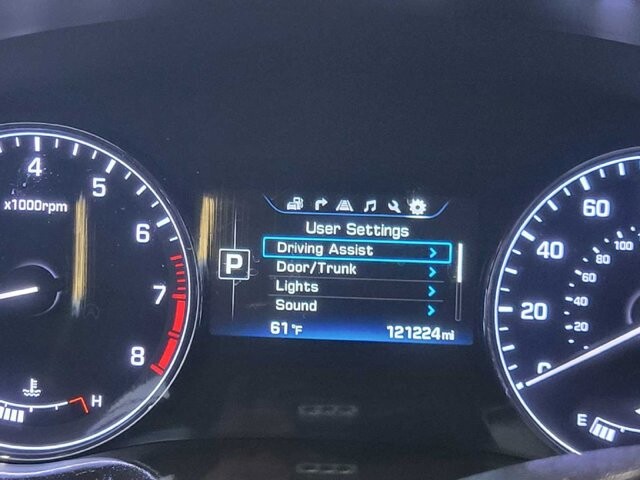 4
5
6
7
8
x1000rpm
H
P
User Settings
Driving Assist
Door/Trunk
Lights
Sound
61°F
121224mi
60
40
20
0
100
80
60
40
20
E